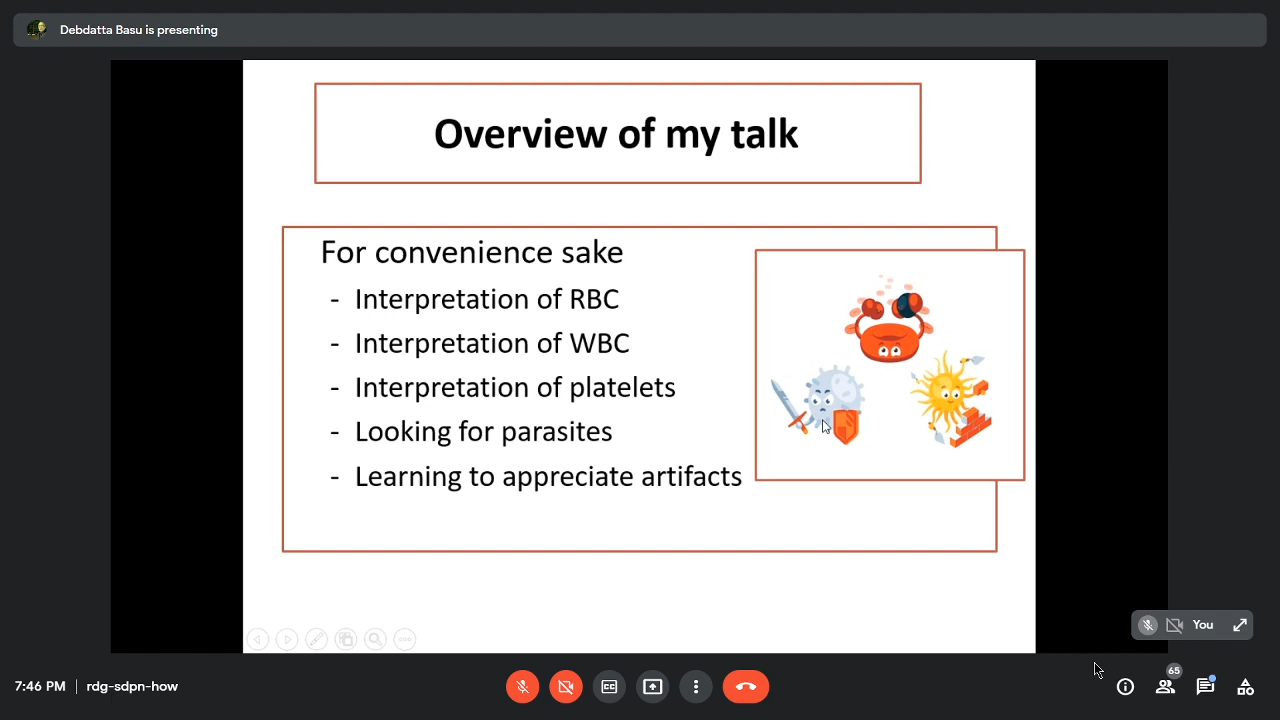 Debdatta Basu is presenting
Overview of my talk
For convenience sake
- Interpretation of RBC
- Interpretation of WBC
- Interpretation of platelets
- Looking for parasites
- Learning to appreciate artifacts
You
7:46 PM | rdg-sdpn-how
CC
65